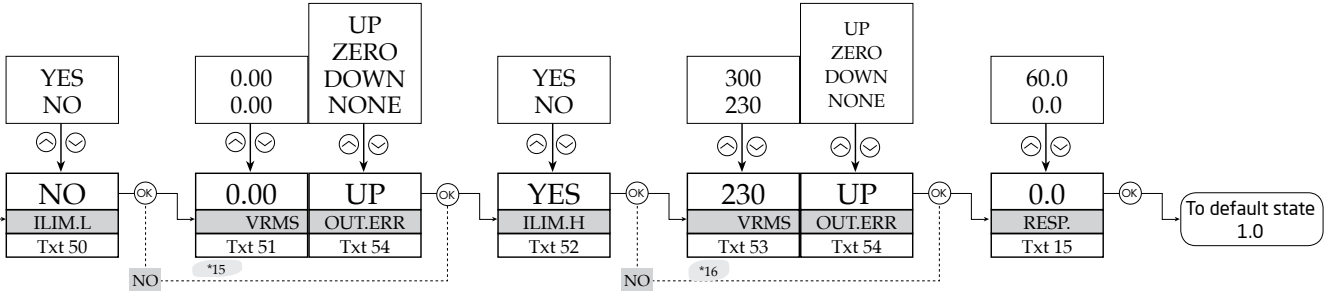 YES
NO
0.00
0.00
UP
ZERO
DOWN
NONE
YES
NO
300
230
UP
ZERO
DOWN
NONE
60.0
0.0
NO
ILIM.L
Txt 50
OK
0.00
VRMS
Txt 51
UP
OUT.ERR
Txt 54
OK
YES
ILIM.H
Txt 52
OK
230
VRMS
Txt 53
UP
OUT.ERR
Txt 54
OK
0.0
RESP.
Txt 15
OK
To default state
1.0
NO
*15
NO
*16